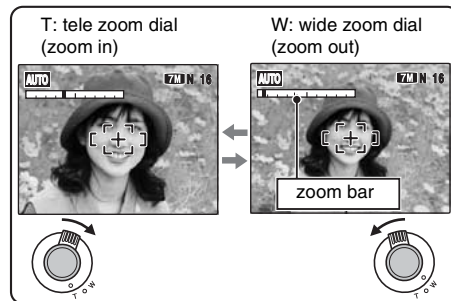 T: tele zoom dial
(zoom in)
W: wide zoom dial
(zoom out)
AUTO
7M N 16
AUTO
7M N 16
zoom bar
T
W
T
W